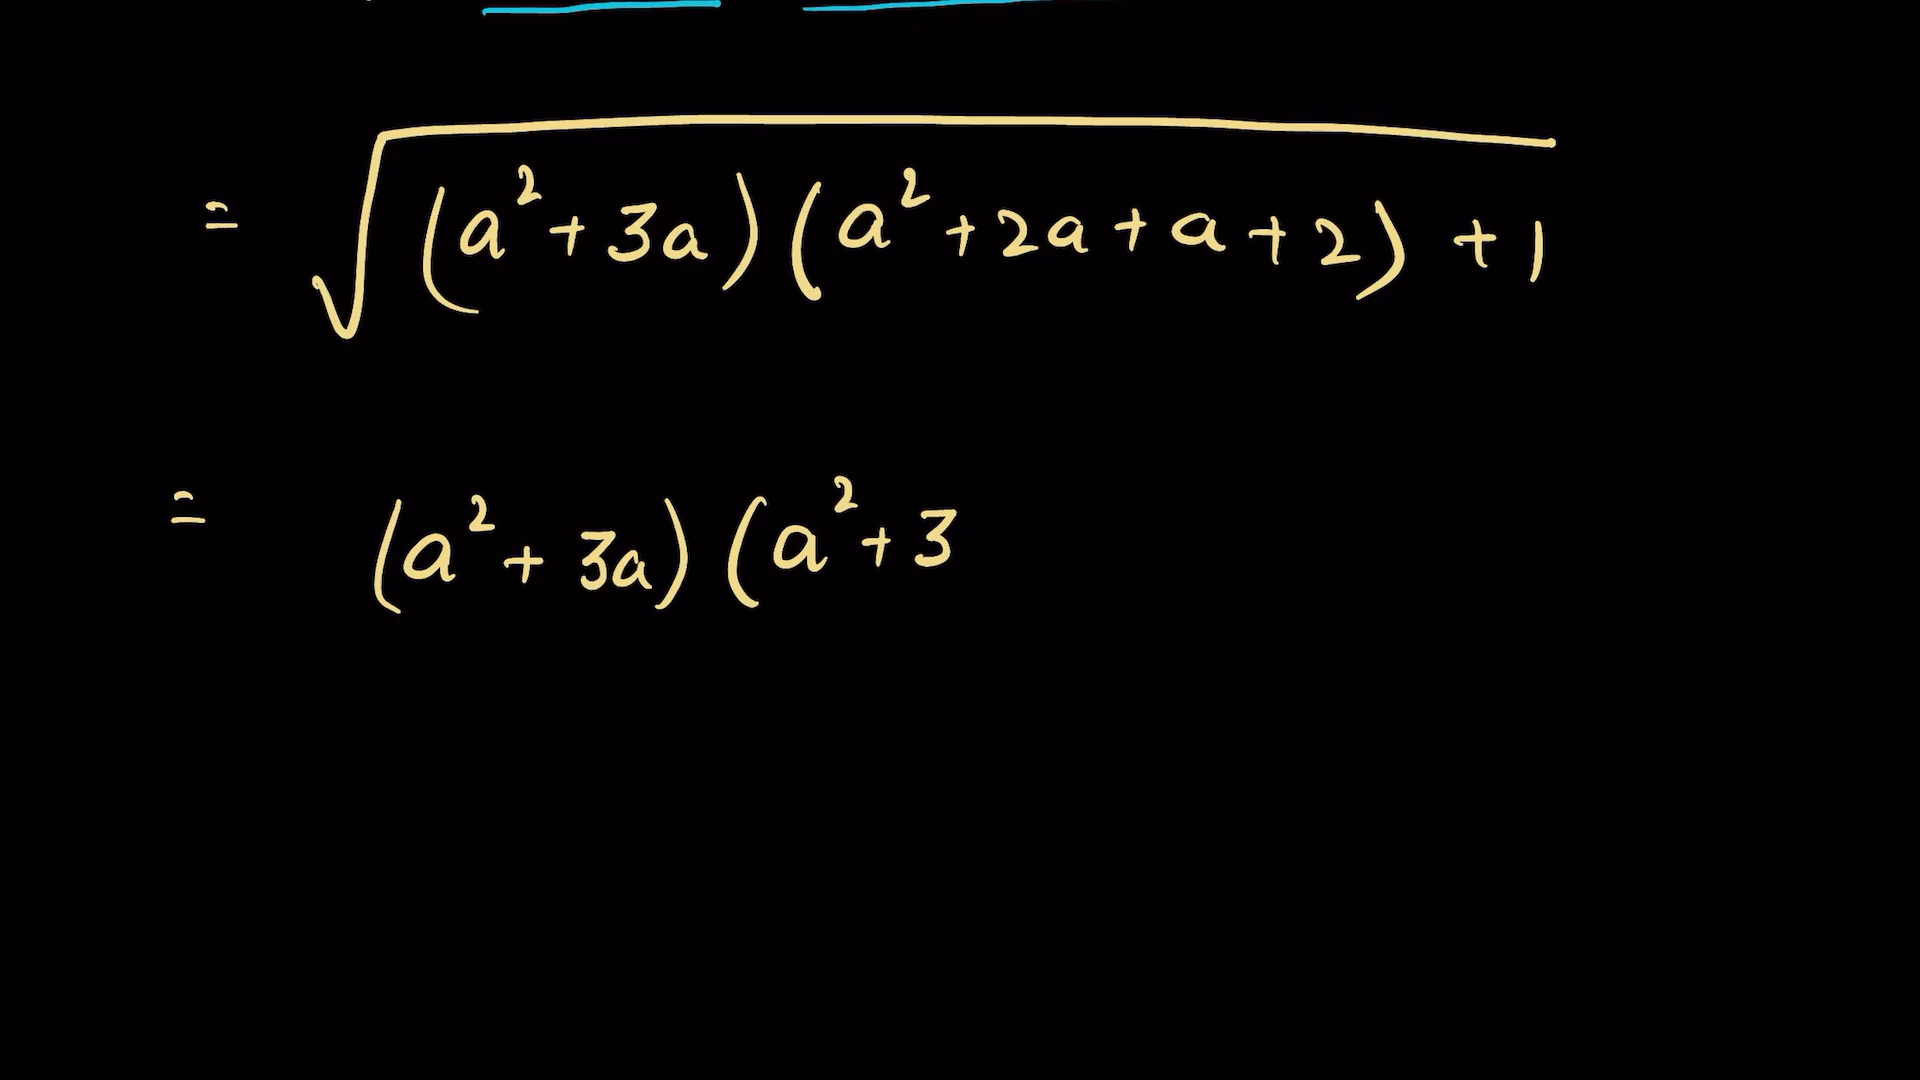 = √(a² + 3a)(a² + 2a + a + 2) + 1
= (a² + 3a)(a² + 3